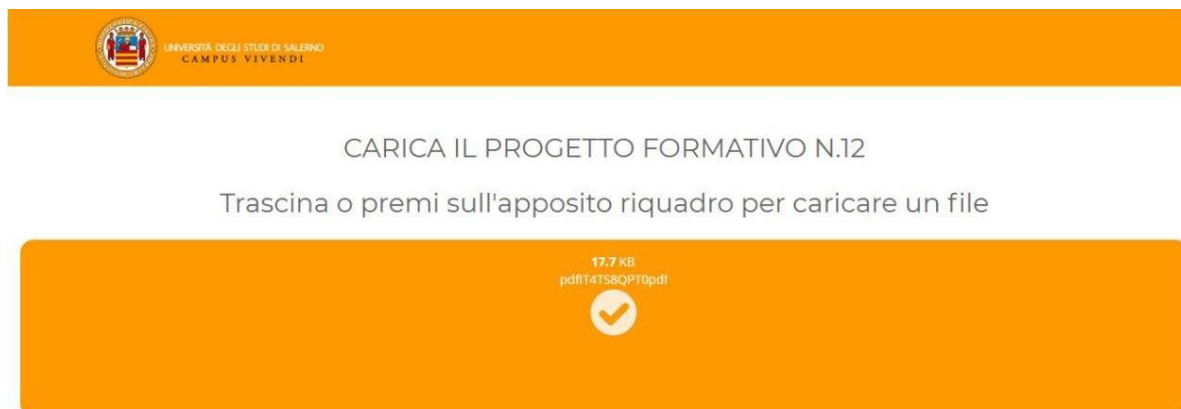 UNIVERSITÀ DEGLI STUDI DI SALERNO
CAMPUS VIVENDI
CARICA IL PROGETTO FORMATIVO N.12
Trascina o premi sull'apposito riquadro per caricare un file
17.7 KB